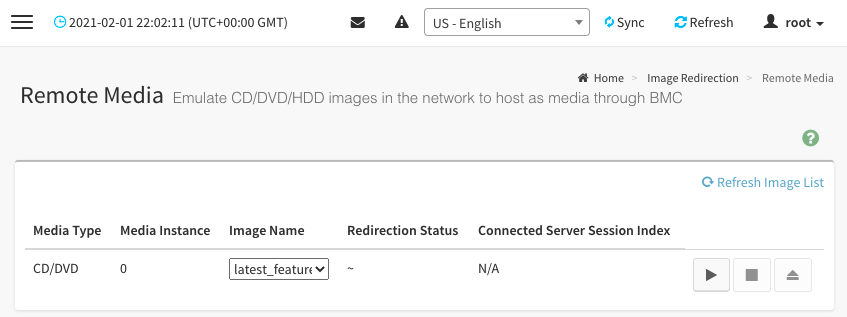 2021-02-01 22:02:11 (UTC+00:00 GMT) US - English Sync Refresh root
Home > Image Redirection > Remote Media
Remote Media Emulate CD/DVD/HDD images in the network to host as media through BMC
?
Refresh Image List
Media Type Media Instance Image Name Redirection Status Connected Server Session Index
CD/DVD 0 latest_feature ~ N/A